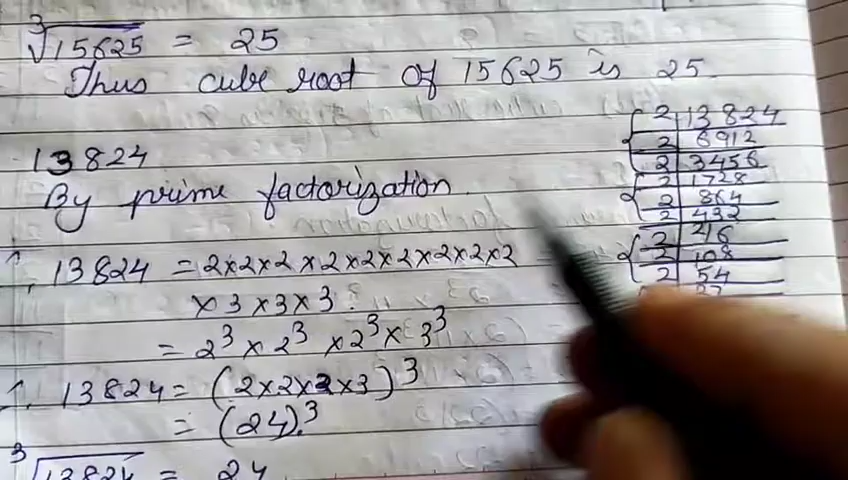 ∛15625 = 25
Thus cube root of 15625 is 25.
13824
By prime factorization.
13824 = 2×2×2×2×2×2×2×2×2
×3×3×3
= 2³×2³×2³×3³
13824 = (2×2×2×3)³
= (24)³
∛13824 = 24
2 | 13824
2 | 6912
2 | 3456
2 | 1728
2 | 864
2 | 432
2 | 216
2 | 108
2 | 54
27